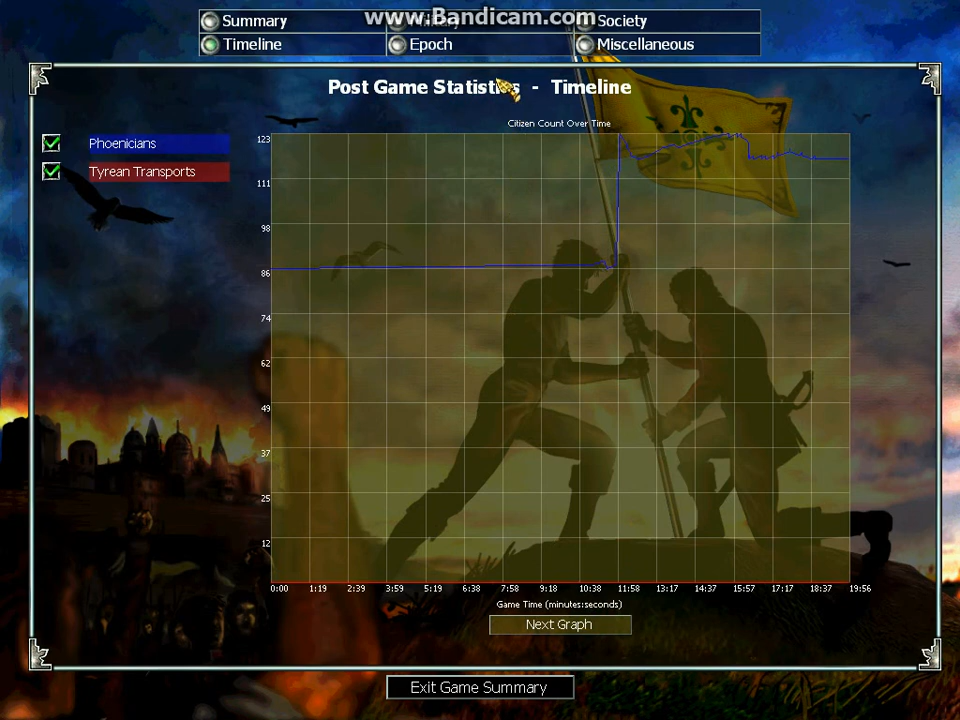 www.Bandicam.com
Summary
Military
Society
Timeline
Epoch
Miscellaneous
Post Game Statistics - Timeline
Citizen Count Over Time
Phoenicians
Tyrean Transports
123
111
98
86
74
62
49
37
25
12
0:00 1:19 2:39 3:59 5:19 6:38 7:58 9:18 10:38 11:58 13:17 14:37 15:57 17:17 18:37 19:56
Game Time (minutes:seconds)
Next Graph
Exit Game Summary